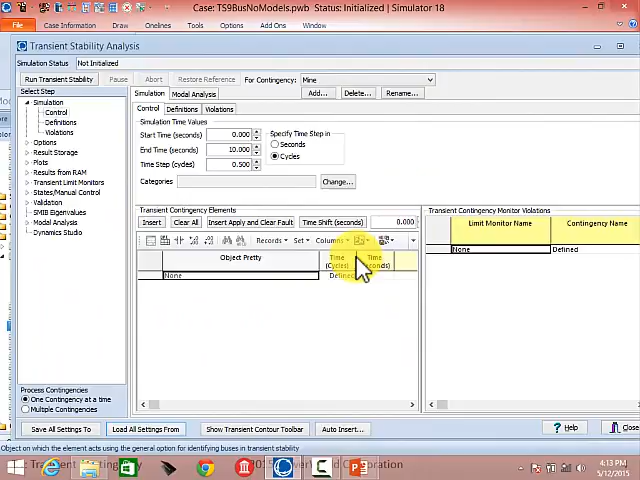 Case: TS9BusNoModels.pwb Status: Initialized | Simulator 18
File Case Information Draw Onelines Tools Options Add Ons Window
Transient Stability Analysis
Simulation Status Not Initialized
Run Transient Stability Pause Abort Restore Reference For Contingency: Mine
Select Step
Simulation
Control
Definitions
Violations
Options
Result Storage
Plots
Results from RAM
Transient Limit Monitors
States/Manual Control
Validation
SMIB Eigenvalues
Modal Analysis
Dynamic Studio
Process Contingencies
One Contingency at a time
Multiple Contingencies
Simulation Modal Analysis Add... Delete... Rename...
Control Definitions Violations
Simulation Time Values
Start Time (seconds) 0.000
End Time (seconds) 10.000
Time Step (cycles) 0.500
Specify Time Step in
Seconds
Cycles
Categories Change...
Transient Contingency Elements
Insert Clear All Insert Apply and Clear Fault Time Shift (seconds) 0.000
Records Set Columns
Object Pretty Time (Cycles) Time
None Defined
Transient Contingency Monitor Violations
Limit Monitor Name Contingency Name
None Defined
Save All Settings To Load All Settings From Show Transient Contour Toolbar Auto Insert... Help Close
Object on which the element acts using the general option for identifying buses in transient stability
4:13 PM
5/12/2015